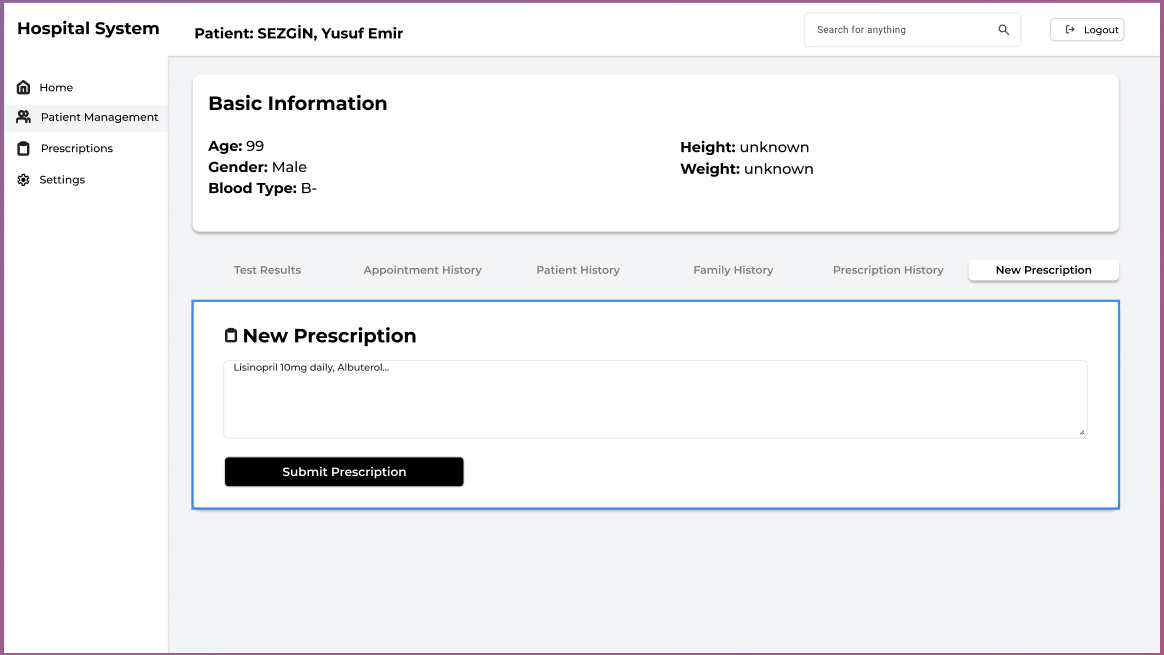 Hospital System
Patient: SEZGİN, Yusuf Emir
Search for anything
Logout
Home
Patient Management
Prescriptions
Settings
Basic Information
Age: 99
Gender: Male
Blood Type: B-
Height: unknown
Weight: unknown
Test Results
Appointment History
Patient History
Family History
Prescription History
New Prescription
New Prescription
Lisinopril 10mg daily, Albuterol...
Submit Prescription